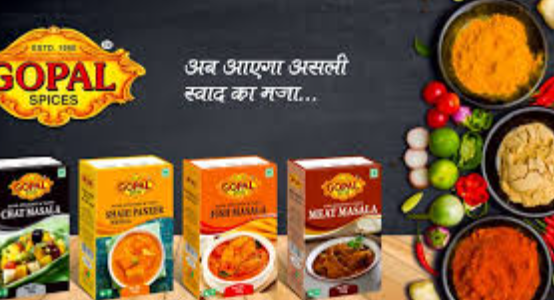 ESTD. 1980
GOPAL
®
SPICES
अब आएगा असली
स्वाद का मजा...
GOPAL
CHAT MASALA
GOPAL
SHAHI PANEER
GOPAL
FISH MASALA
GOPAL
MEAT MASALA